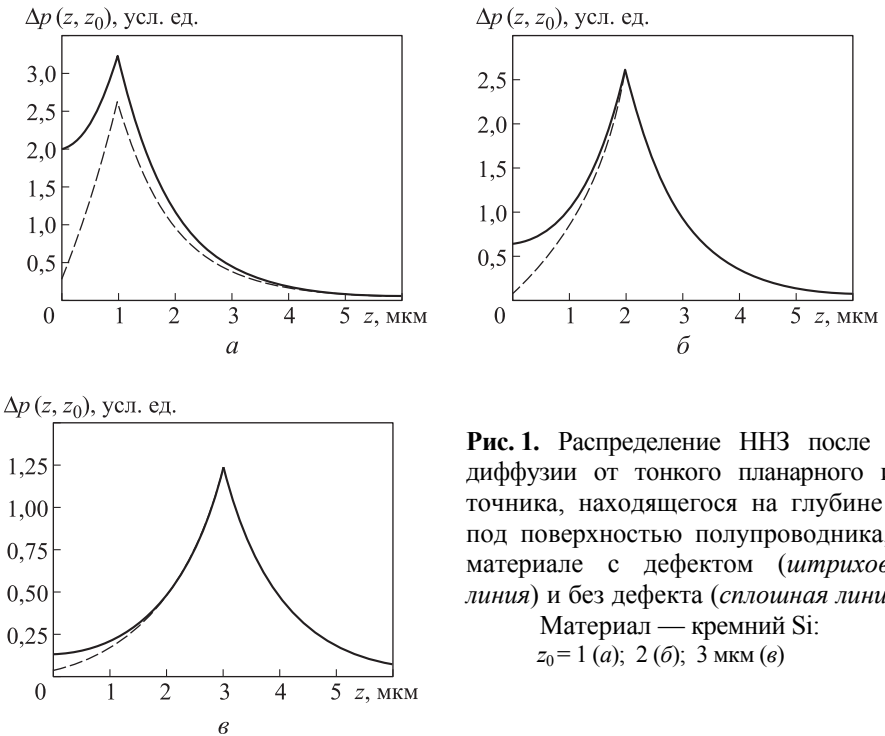 Δp (z, z₀), усл. ед.
3,0
2,5
2,0
1,5
1,0
0,5
0 1 2 3 4 5 z, мкм
а
Δp (z, z₀), усл. ед.
2,5
2,0
1,5
1,0
0,5
0 1 2 3 4 5 z, мкм
б
Δp (z, z₀), усл. ед.
1,25
1,00
0,75
0,50
0,25
0 1 2 3 4 5 z, мкм
в
Рис. 1. Распределение ННЗ после
диффузии от тонкого планарного
точника, находящегося на глубине
под поверхностью полупроводника
материале с дефектом (штрихов
линия) и без дефекта (сплошная лини
Материал — кремний Si:
z₀ = 1 (а); 2 (б); 3 мкм (в)